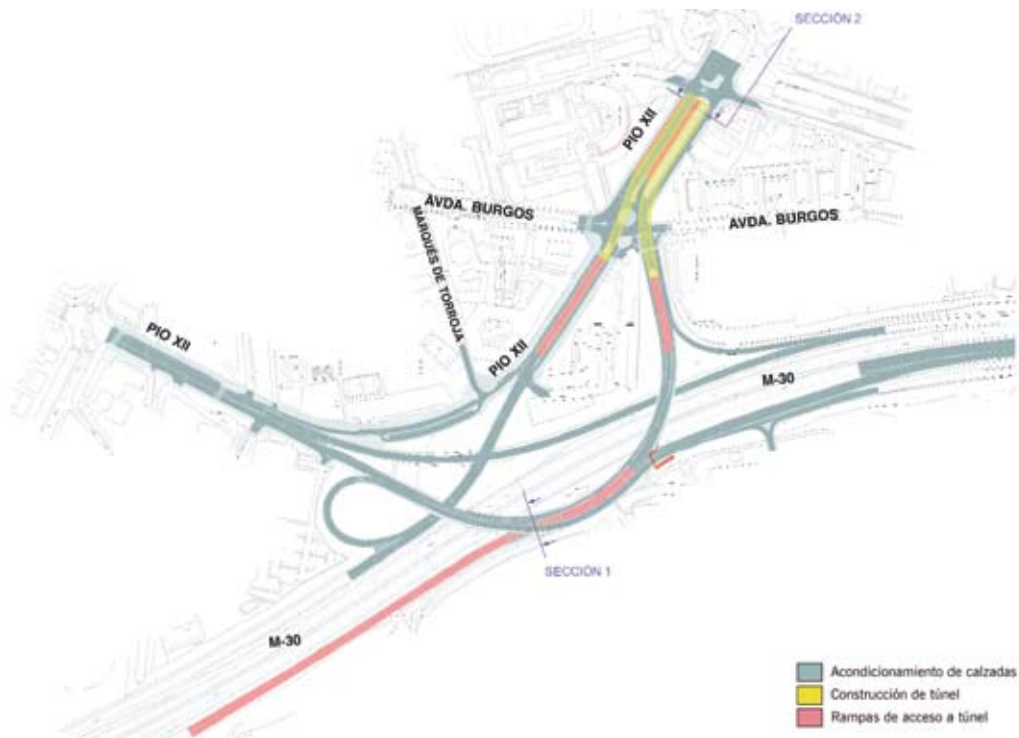 SECCIÓN 2
PIO XII
AVDA. BURGOS
AVDA. BURGOS
MARQUÉS DE TORROJA
PIO XII
PIO XII
M-30
SECCIÓN 1
M-30
Acondicionamiento de calzadas
Construcción de túnel
Rampas de acceso a túnel